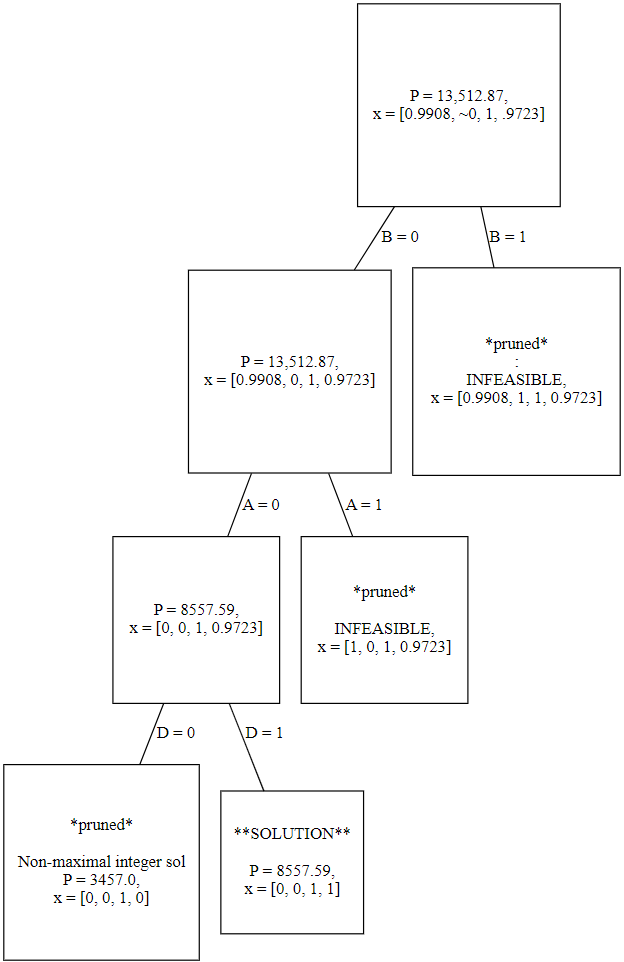 P = 13,512.87,
x = [0.9908, ~0, 1, .9723]
B = 0
B = 1
P = 13,512.87,
x = [0.9908, 0, 1, 0.9723]
*pruned*
:
INFEASIBLE,
x = [0.9908, 1, 1, 0.9723]
A = 0
A = 1
P = 8557.59,
x = [0, 0, 1, 0.9723]
*pruned*
INFEASIBLE,
x = [1, 0, 1, 0.9723]
D = 0
D = 1
*pruned*
Non-maximal integer sol
P = 3457.0,
x = [0, 0, 1, 0]
**SOLUTION**
P = 8557.59,
x = [0, 0, 1, 1]